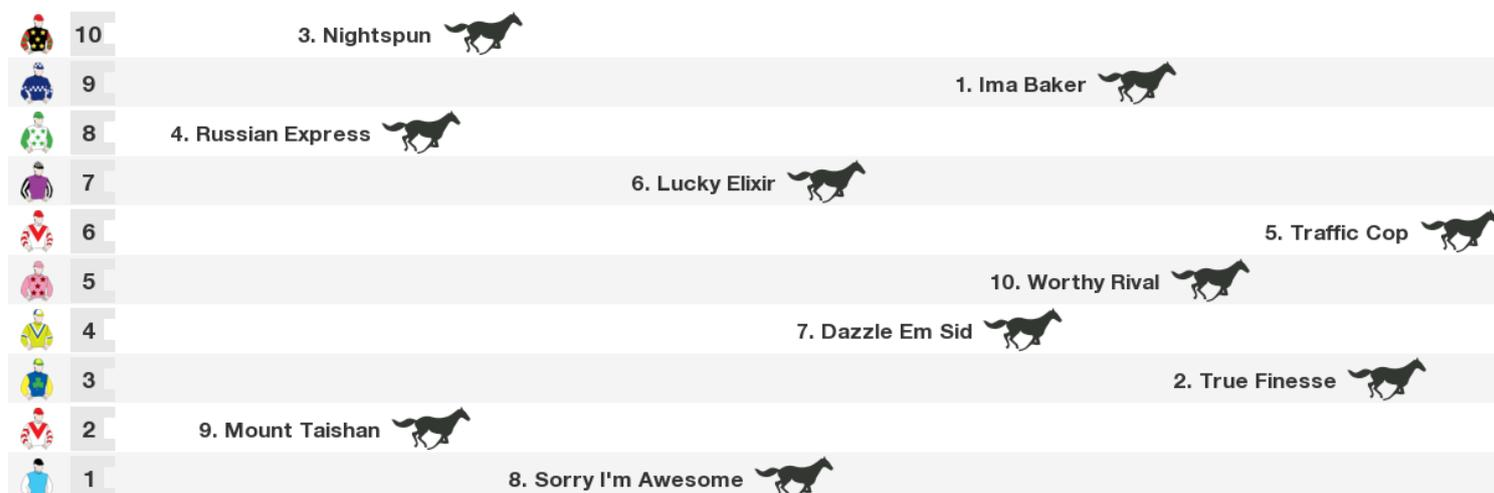 10 3. Nightspun
9 1. Ima Baker
8 4. Russian Express
7 6. Lucky Elixir
6 5. Traffic Cop
5 10. Worthy Rival
4 7. Dazzle Em Sid
3 2. True Finesse
2 9. Mount Taishan
1 8. Sorry I'm Awesome